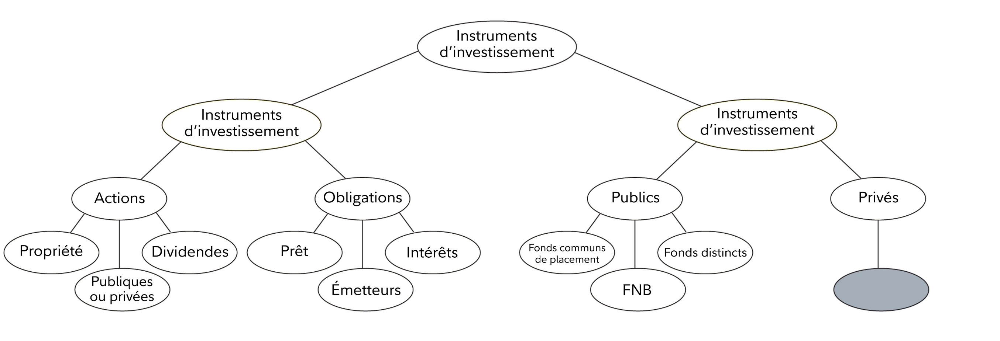 Instruments
d’investissement
Instruments
d’investissement
Instruments
d’investissement
Actions
Obligations
Publics
Privés
Propriété
Dividendes
Prêt
Intérêts
Fonds communs
de placement
Fonds distincts
Publiques
ou privées
Émetteurs
FNB